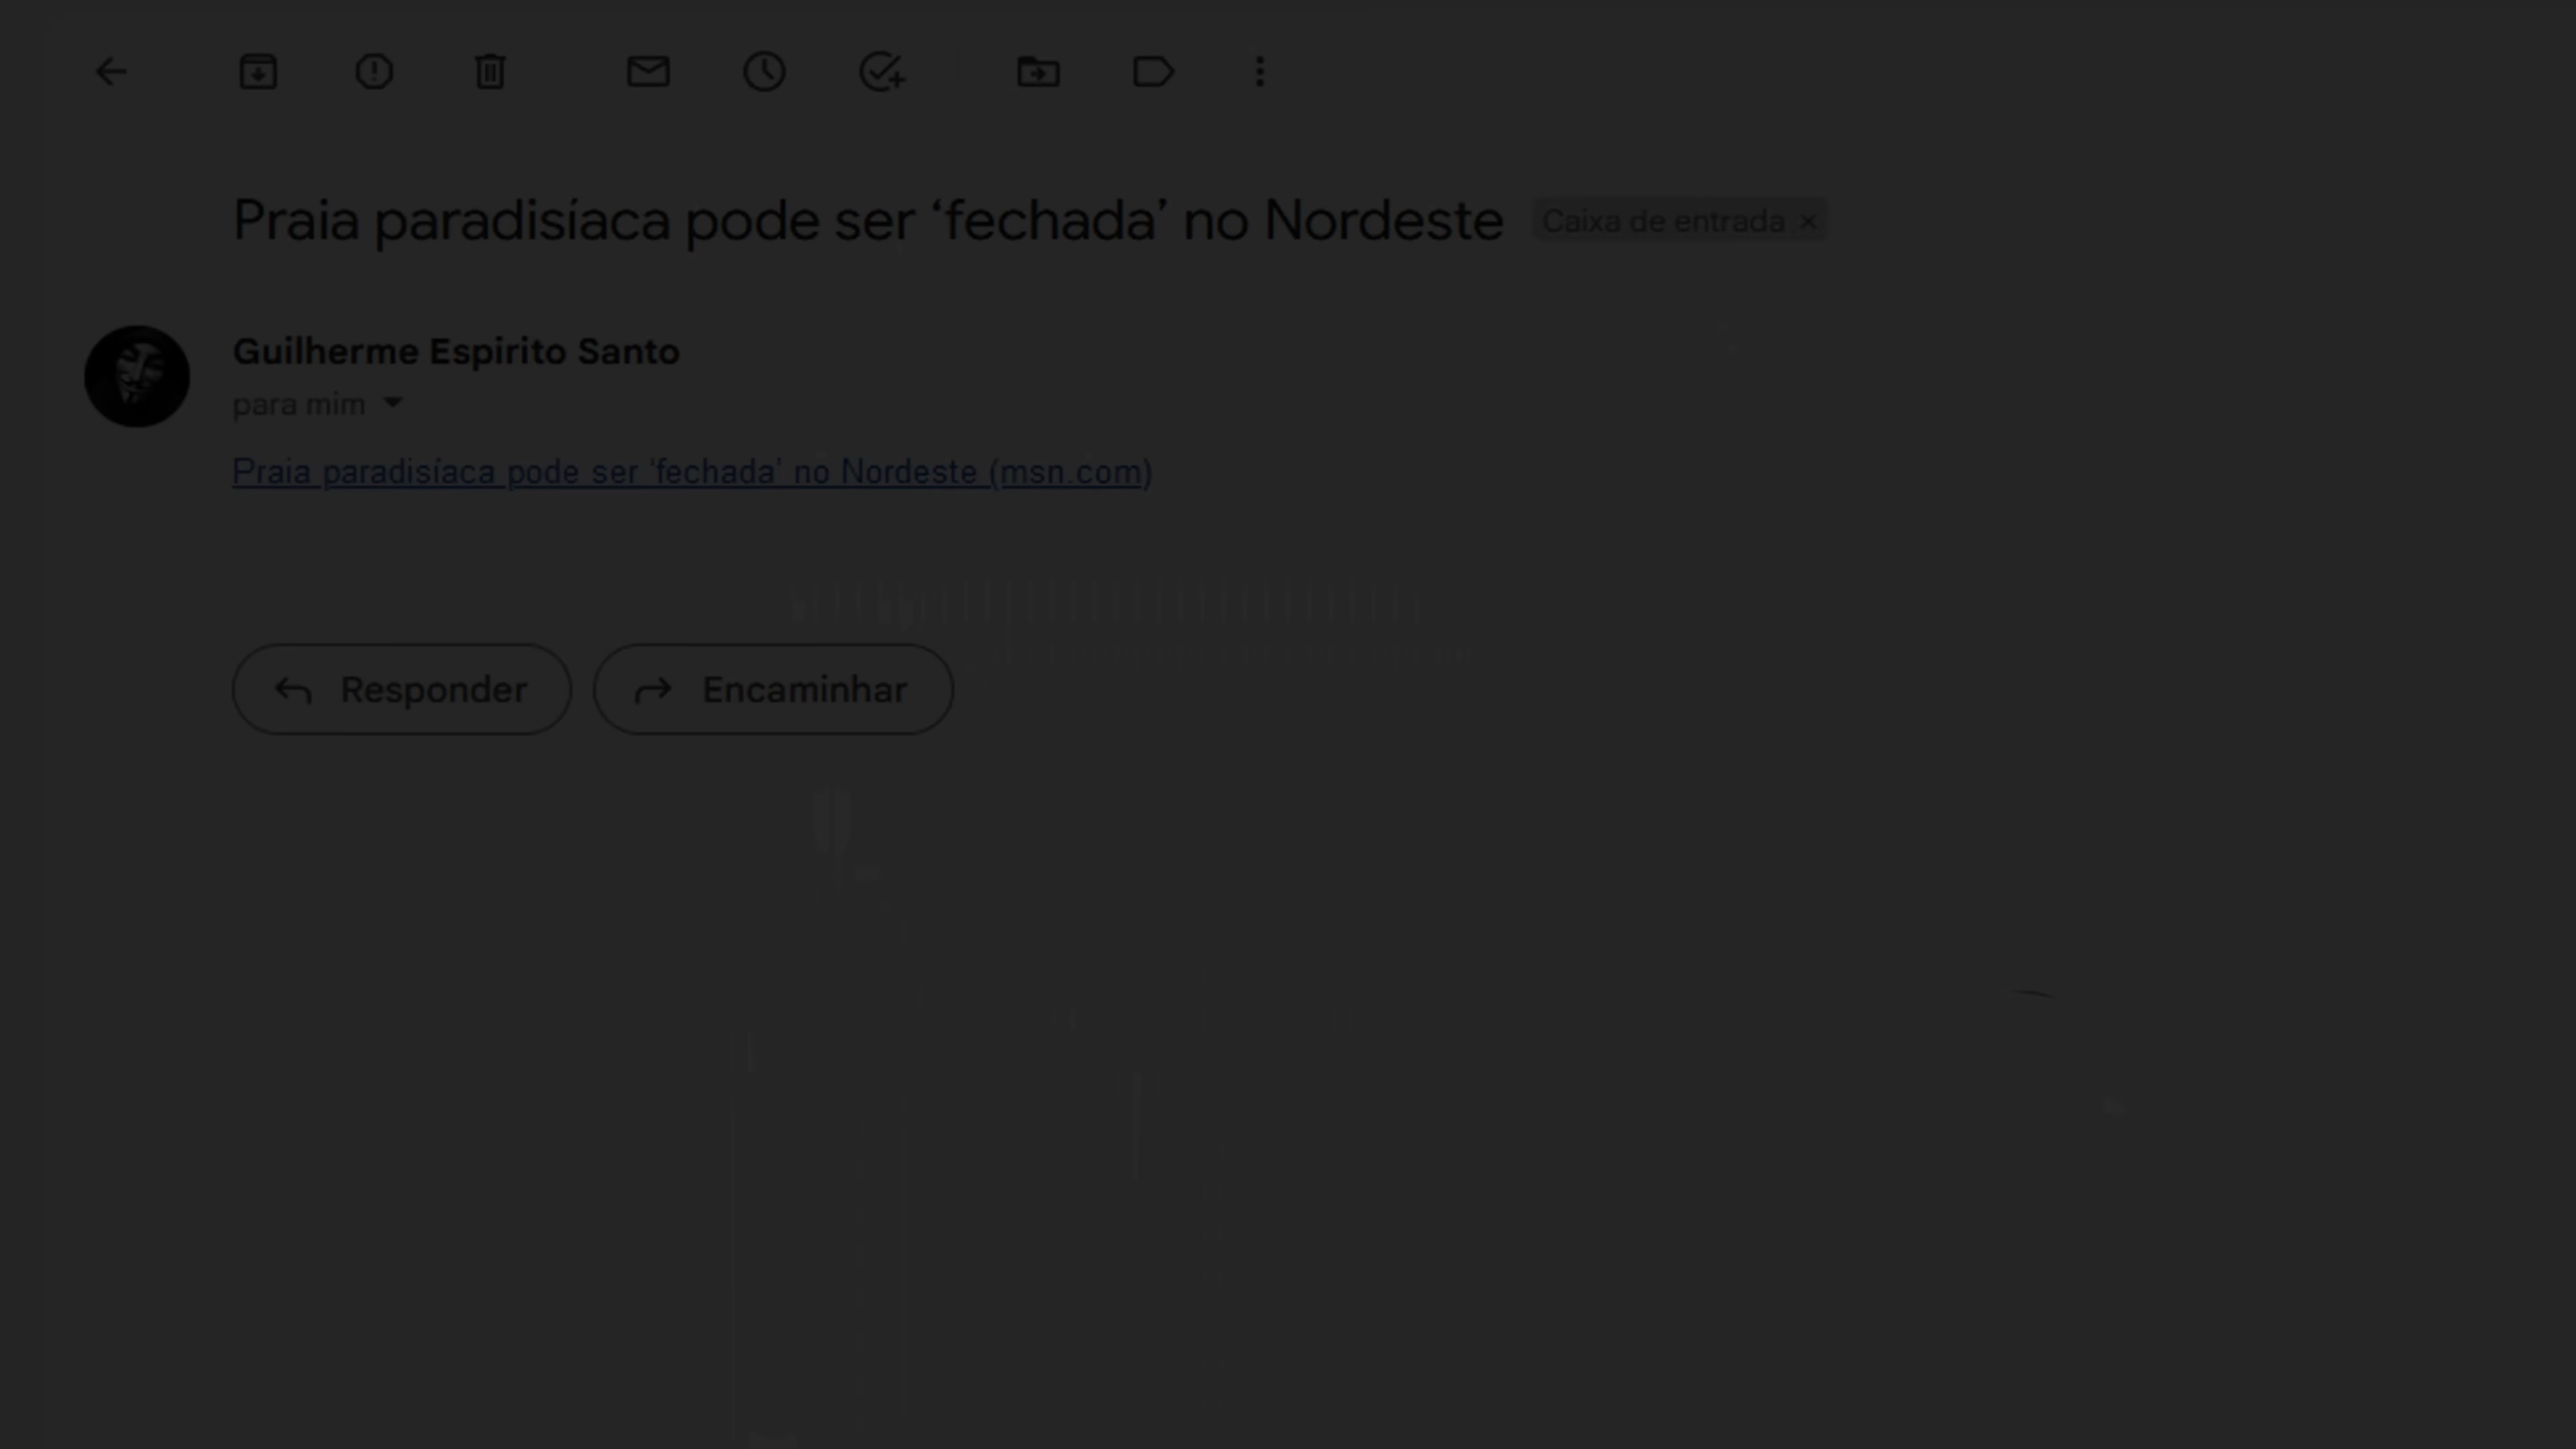 Praia paradisíaca pode ser ‘fechada’ no Nordeste Caixa de entrada ×
Guilherme Espirito Santo
para mim
Praia paradisíaca pode ser ‘fechada’ no Nordeste (msn.com)
Responder Encaminhar